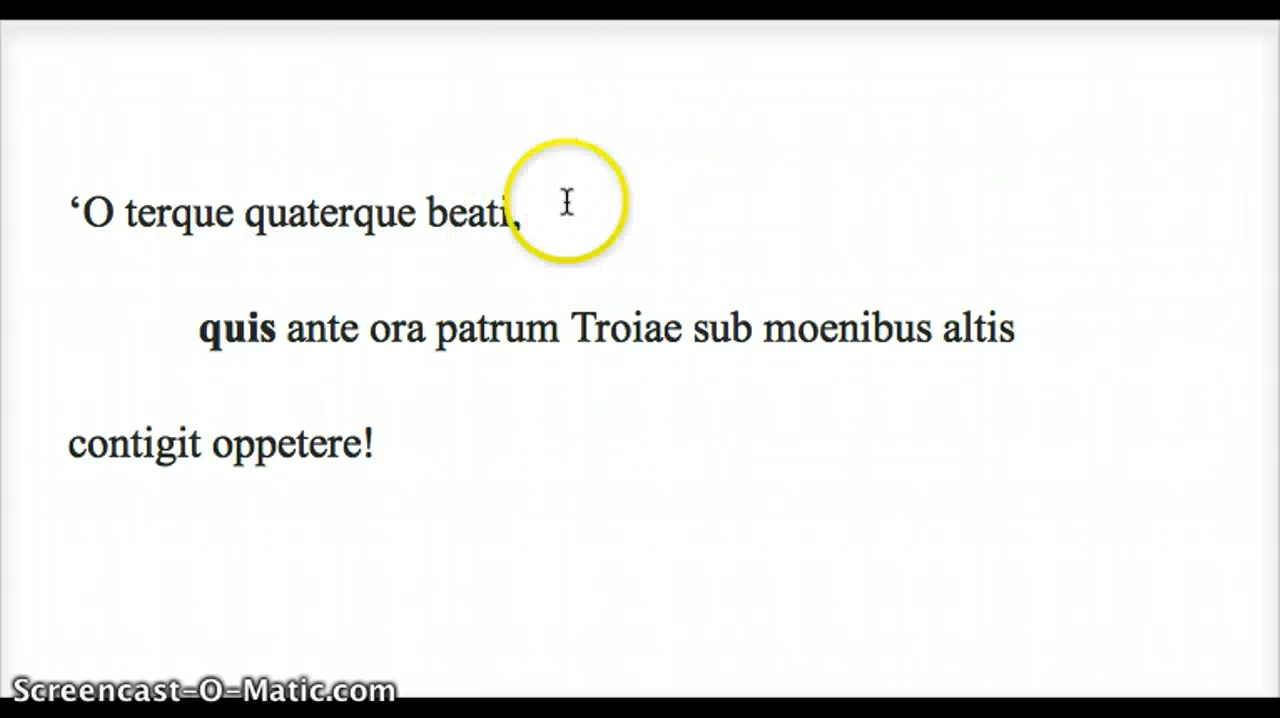 ‘O terque quaterque beati,
quis ante ora patrum Troiae sub moenibus altis
contigit oppetere!
Screencast-O-Matic.com